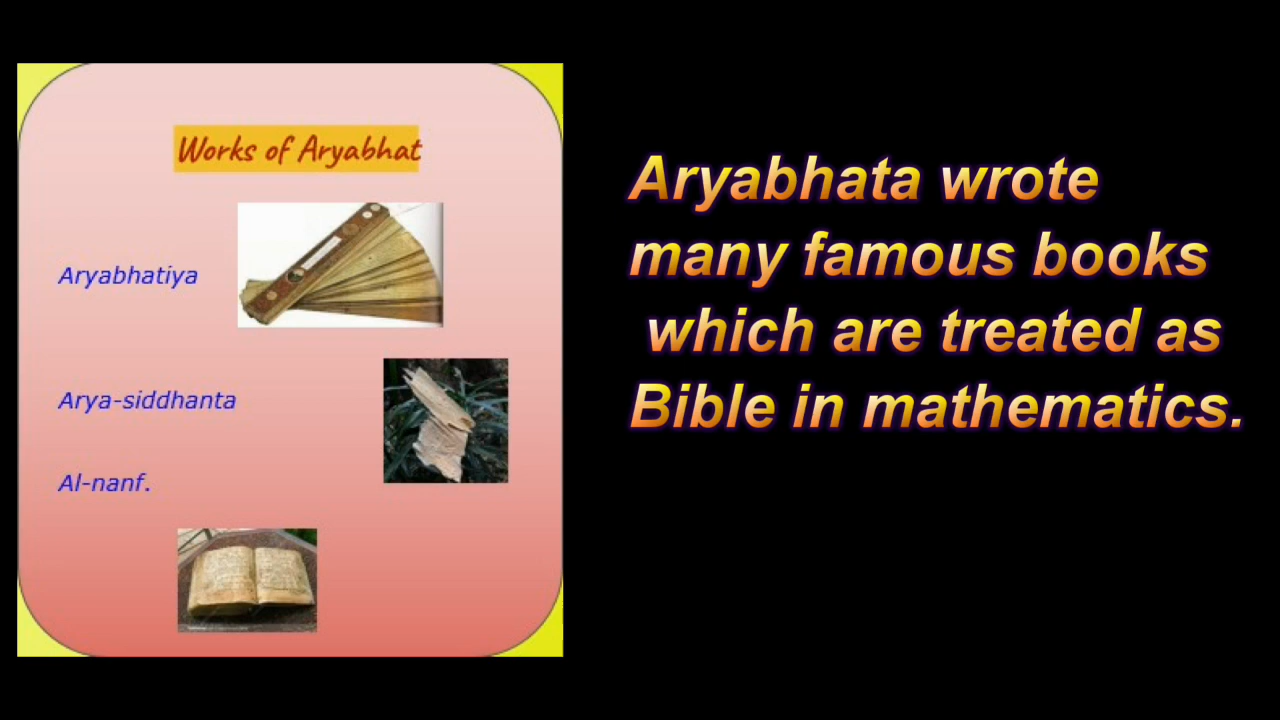 Works of Aryabhat
Aryabhatiya
Arya-siddhanta
Al-nanf.
Aryabhata wrote
many famous books
which are treated as
Bible in mathematics.